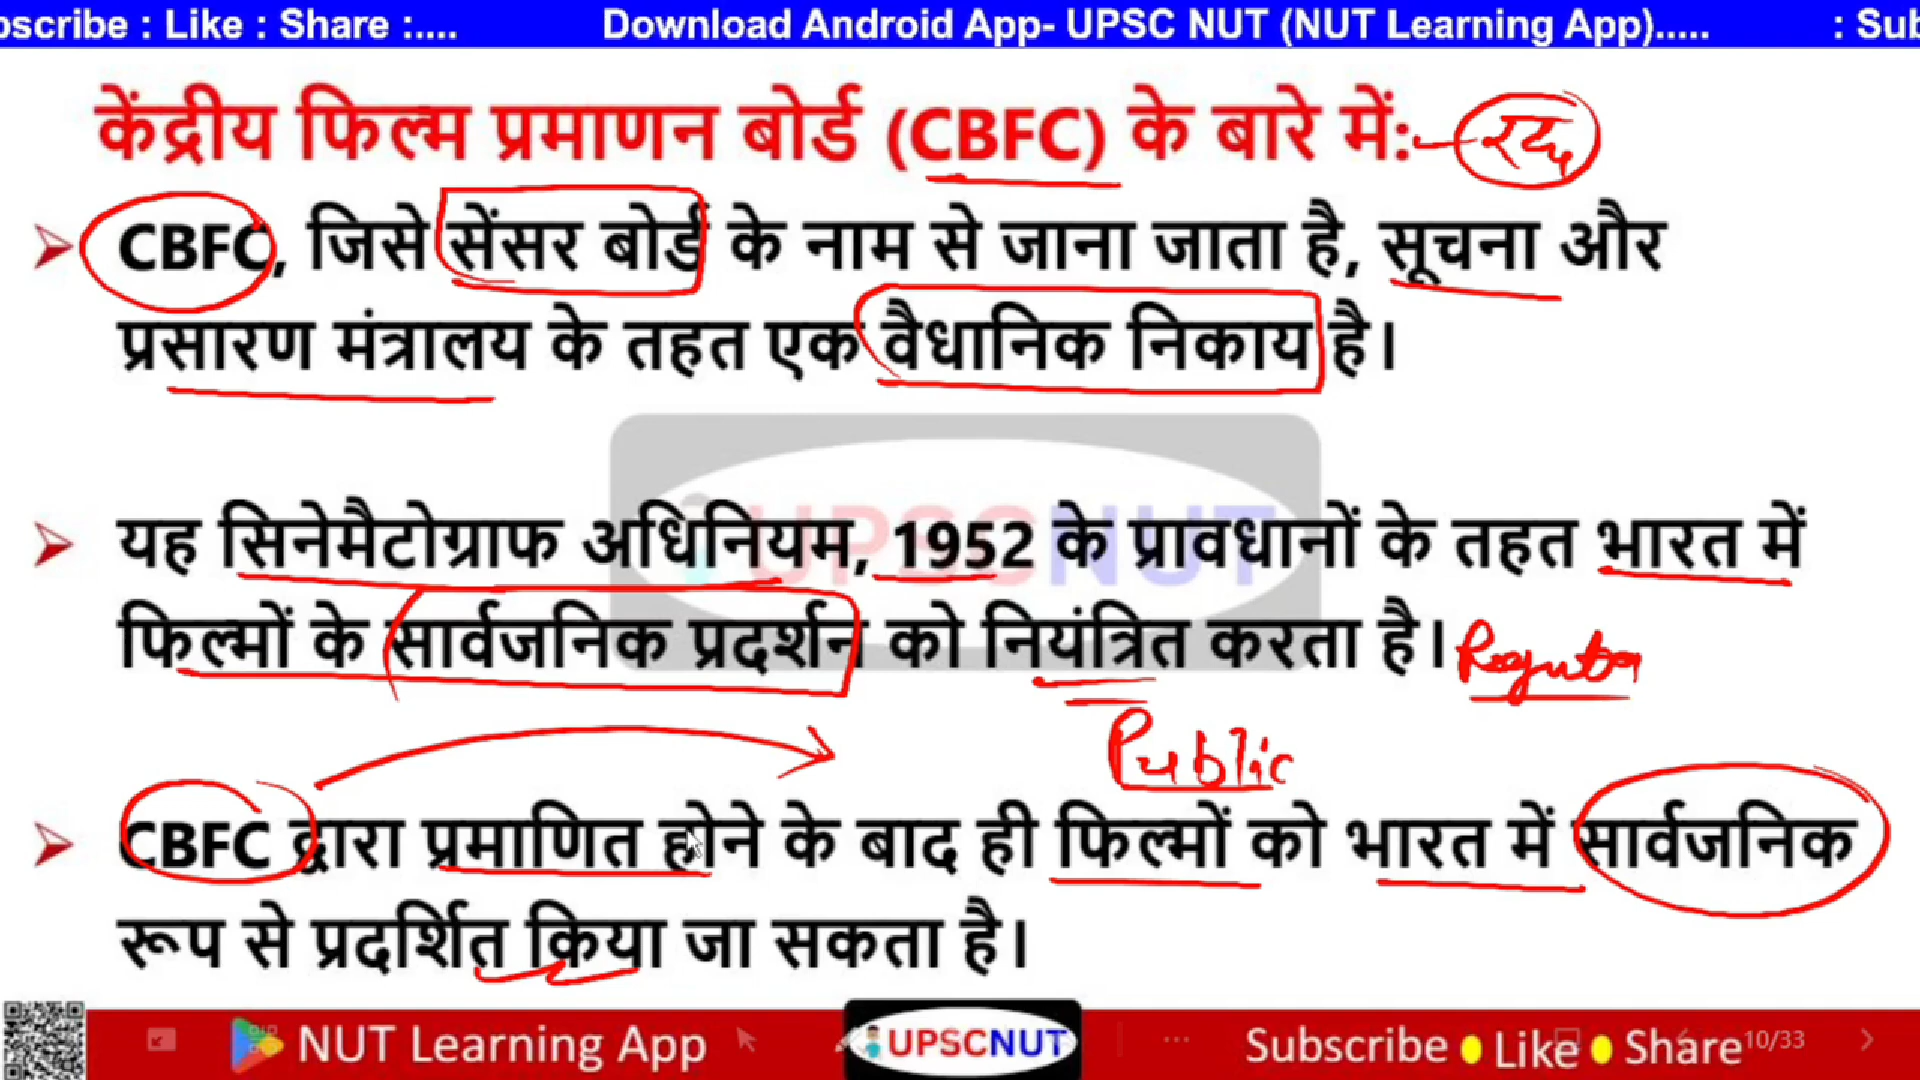 bscribe : Like : Share :.... Download Android App- UPSC NUT (NUT Learning App)..... : Sub
केंद्रीय फिल्म प्रमाणन बोर्ड (CBFC) के बारे में:
CBFC, जिसे सेंसर बोर्ड के नाम से जाना जाता है, सूचना और
प्रसारण मंत्रालय के तहत एक वैधानिक निकाय है।
UPSCNUT
यह सिनेमैटोग्राफ अधिनियम, 1952 के प्रावधानों के तहत भारत में
फिल्मों के सार्वजनिक प्रदर्शन को नियंत्रित करता है।
Public
CBFC द्वारा प्रमाणित होने के बाद ही फिल्मों को भारत में सार्वजनिक
रूप से प्रदर्शित किया जा सकता है।
NUT Learning App UPSCNUT Subscribe Like Share 10/33